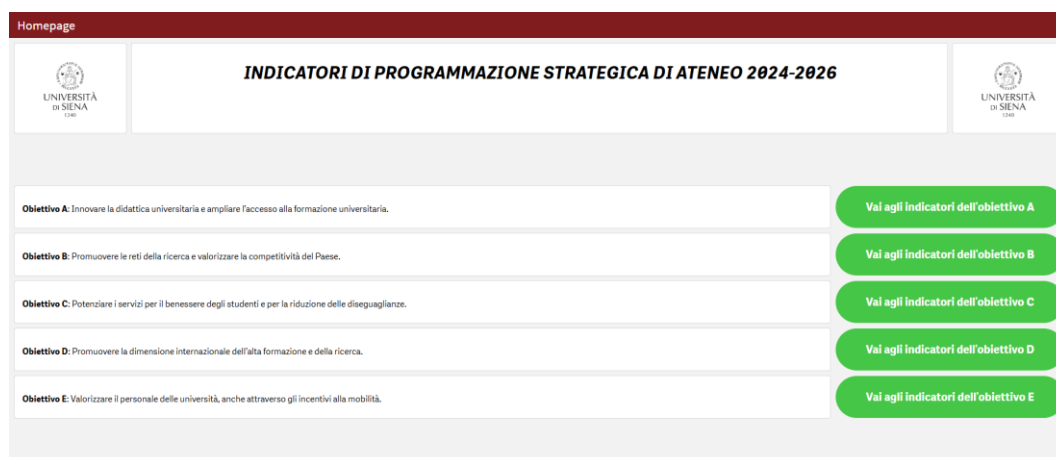 Homepage
UNIVERSITÀ
DI SIENA
1240
INDICATORI DI PROGRAMMAZIONE STRATEGICA DI ATENEO 2024-2026
UNIVERSITÀ
DI SIENA
1240
Obiettivo A: Innovare la didattica universitaria e ampliare l'accesso alla formazione universitaria.
Vai agli indicatori dell'obiettivo A
Obiettivo B: Promuovere le reti della ricerca e valorizzare la competitività del Paese.
Vai agli indicatori dell'obiettivo B
Obiettivo C: Potenziare i servizi per il benessere degli studenti e per la riduzione delle diseguaglianze.
Vai agli indicatori dell'obiettivo C
Obiettivo D: Promuovere la dimensione internazionale dell'alta formazione e della ricerca.
Vai agli indicatori dell'obiettivo D
Obiettivo E: Valorizzare il personale delle università, anche attraverso gli incentivi alla mobilità.
Vai agli indicatori dell'obiettivo E